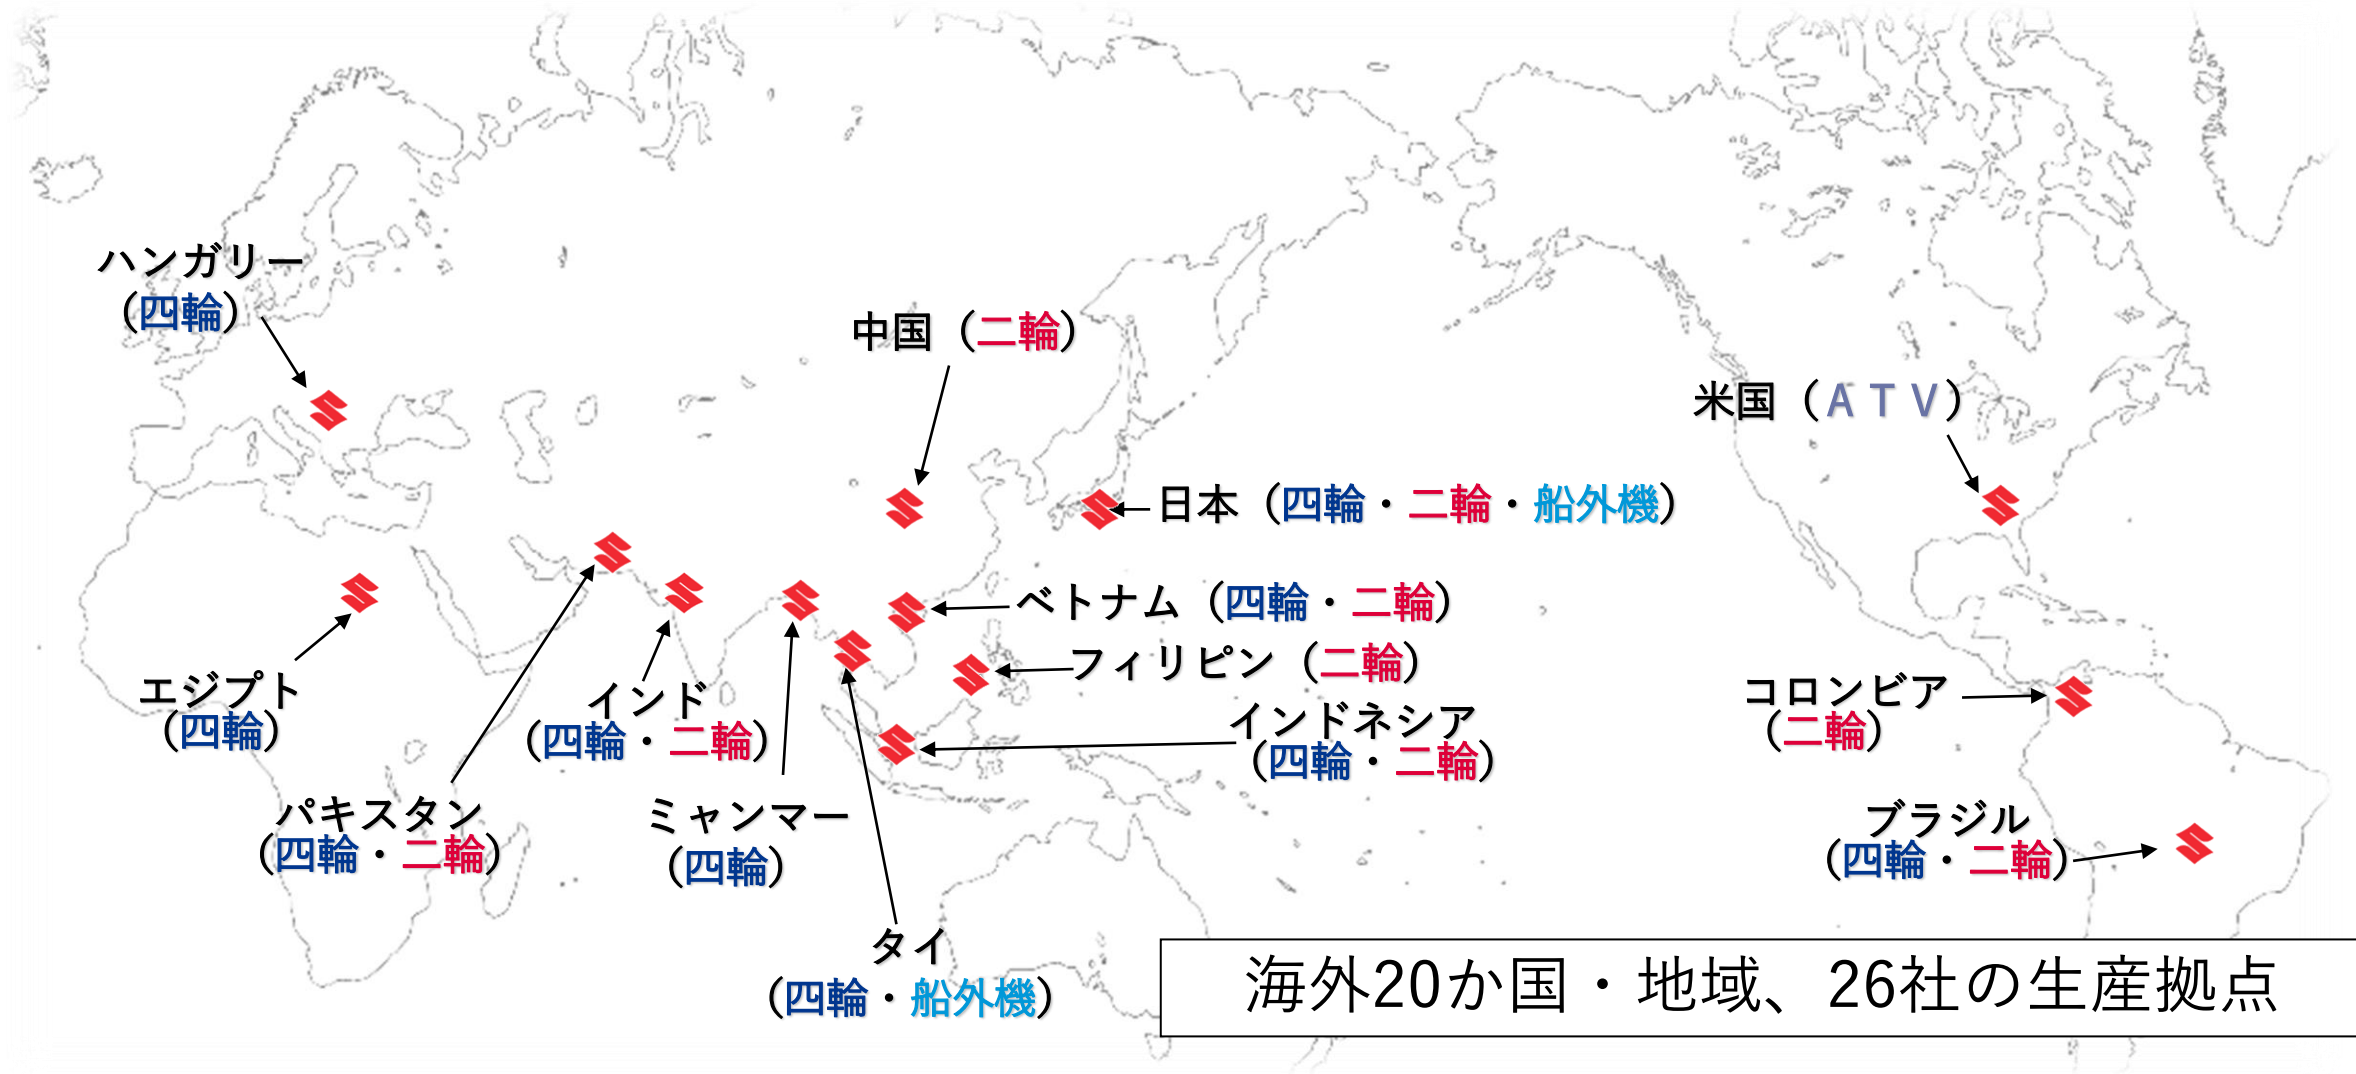 ハンガリー
（四輪）
中国（二輪）
米国（ＡＴＶ）
日本（四輪・二輪・船外機）
ベトナム（四輪・二輪）
フィリピン（二輪）
エジプト
（四輪）
インド
（四輪・二輪）
インドネシア
（四輪・二輪）
コロンビア
（二輪）
パキスタン
（四輪・二輪）
ミャンマー
（四輪）
ブラジル
（四輪・二輪）
タイ
（四輪・船外機）
海外20か国・地域、26社の生産拠点